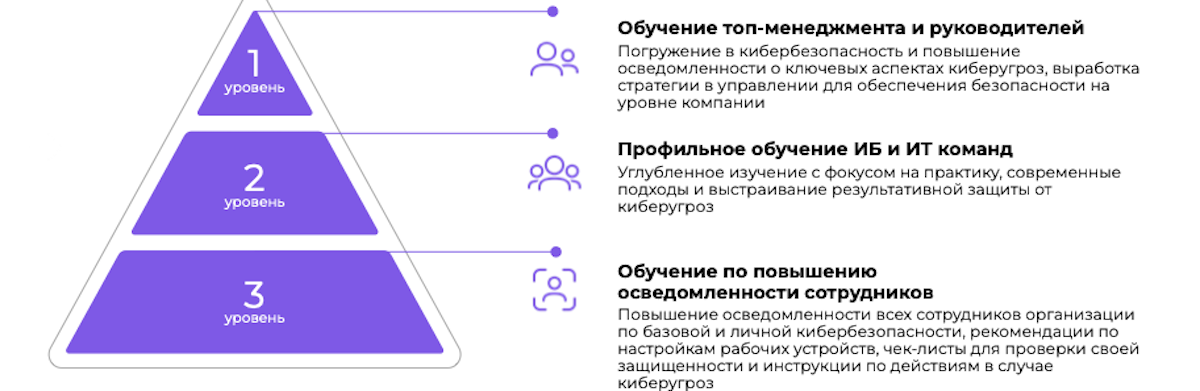 1
уровень
Обучение топ-менеджмента и руководителей
Погружение в кибербезопасность и повышение
осведомленности о ключевых аспектах киберугроз, выработка
стратегии в управлении для обеспечения безопасности на
уровне компании
2
уровень
Профильное обучение ИБ и ИТ команд
Углубленное изучение с фокусом на практику, современные
подходы и выстраивание результативной защиты от
киберугроз
3
уровень
Обучение по повышению
осведомленности сотрудников
Повышение осведомленности всех сотрудников организации
по базовой и личной кибербезопасности, рекомендации по
настройкам рабочих устройств, чек-листы для проверки своей
защищенности и инструкции по действиям в случае
киберугроз